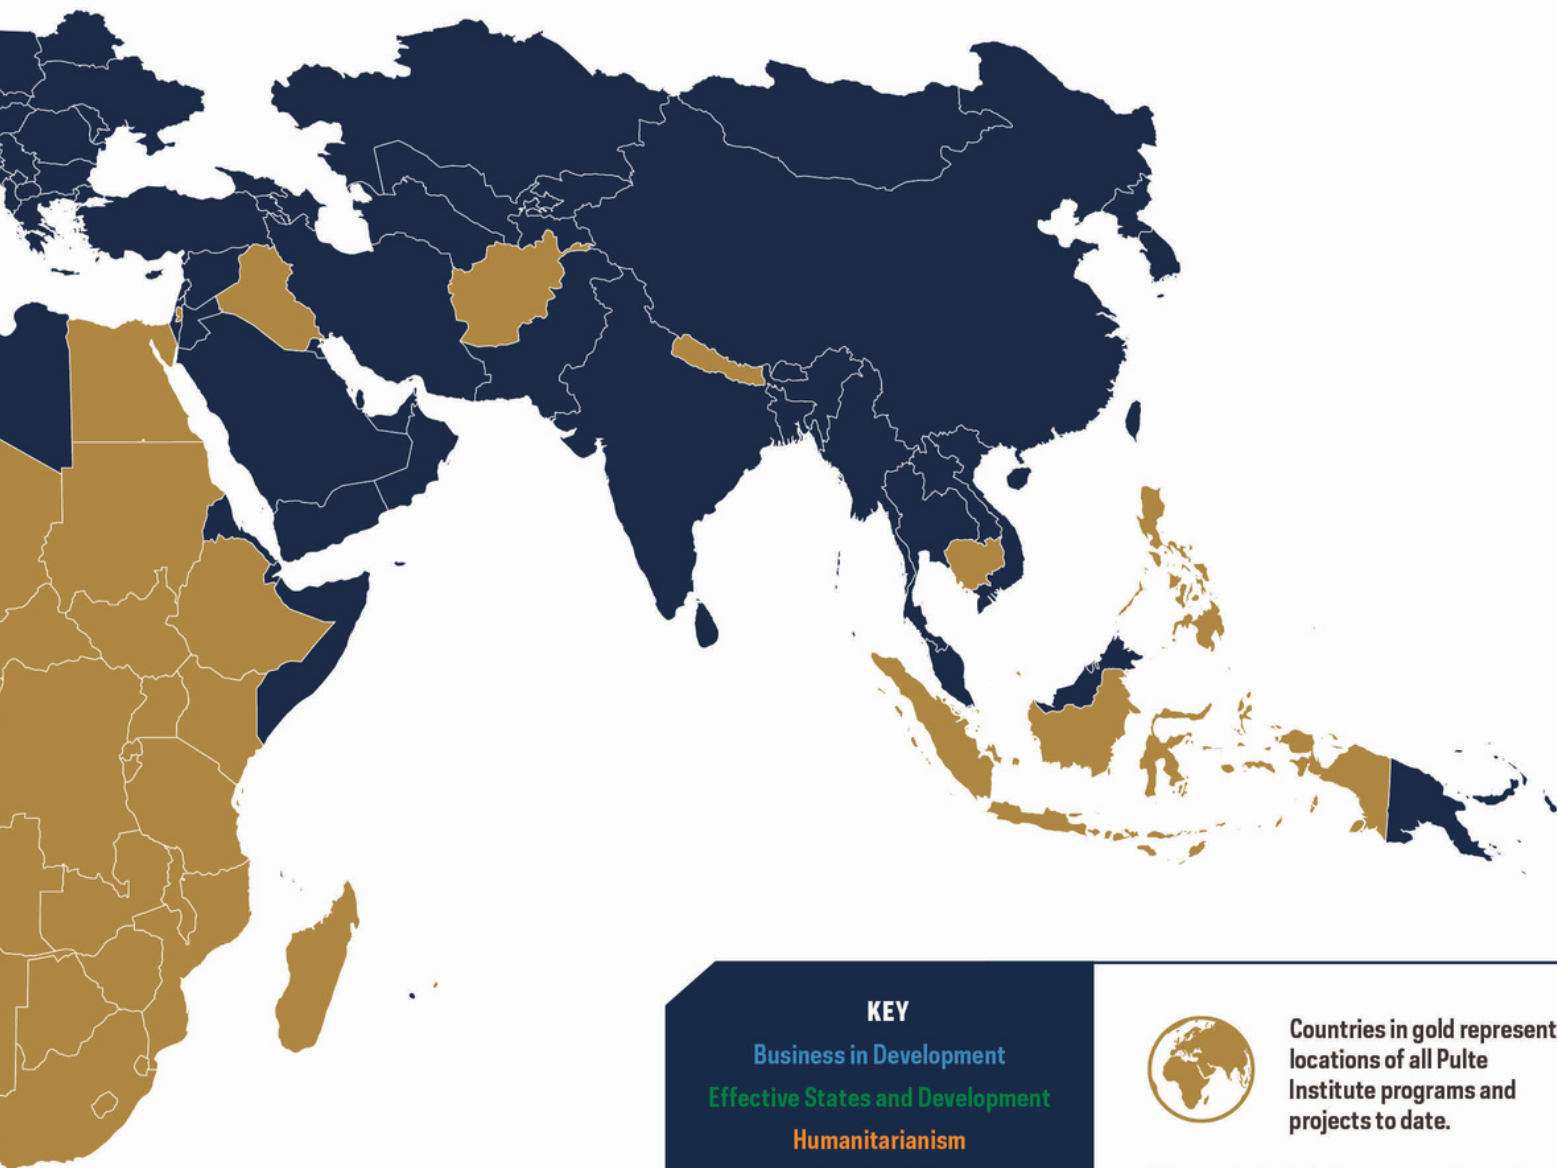 KEY
Business in Development
Effective States and Development
Humanitarianism
Countries in gold represent
locations of all Pulte
Institute programs and
projects to date.